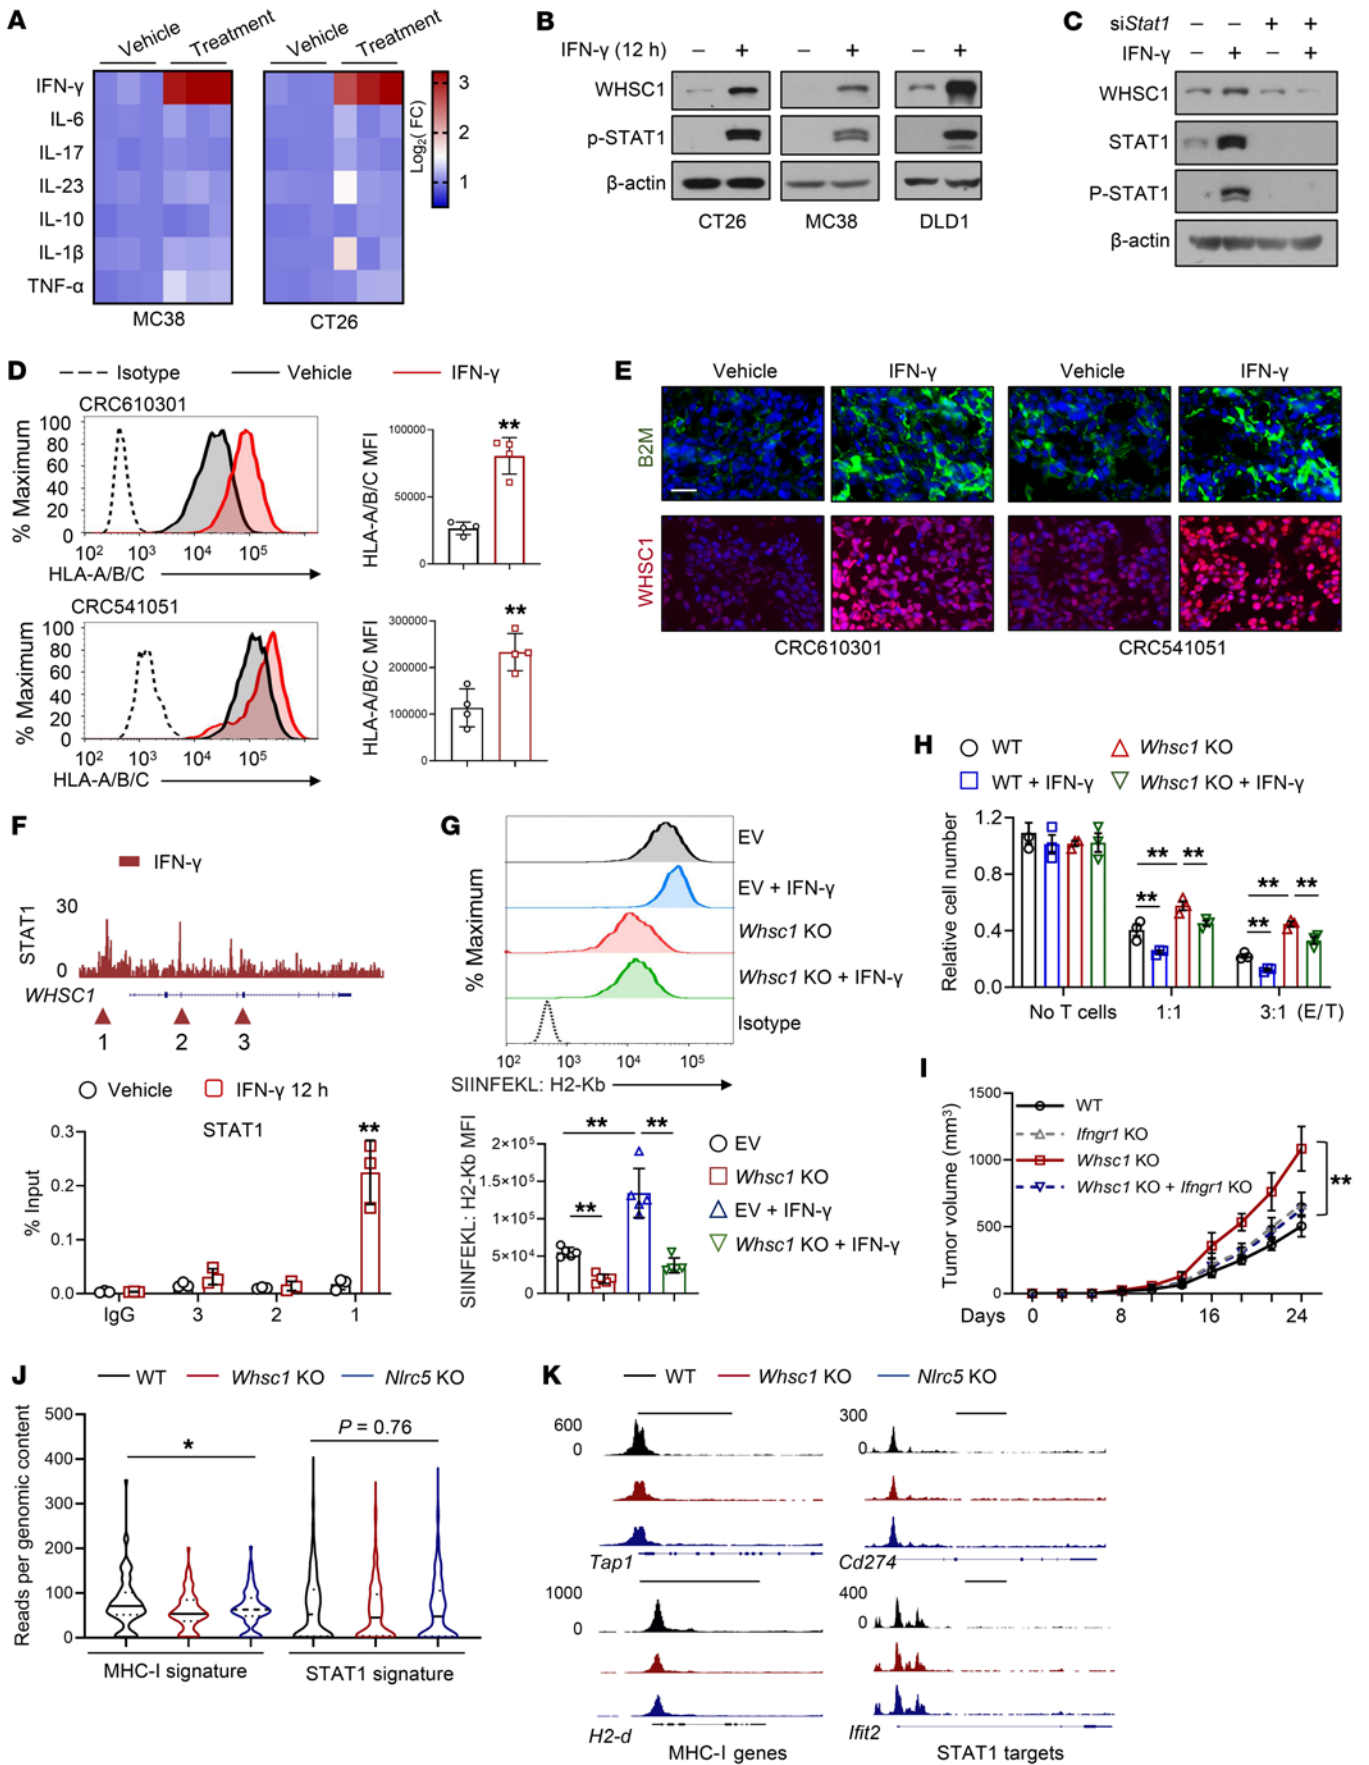 A
Vehicle Treatment Vehicle Treatment
IFN-γ
IL-6
IL-17
IL-23
IL-10
IL-1β
TNF-α
MC38 CT26
3
2
1
Log2( FC)
B
IFN-γ (12 h) – + – + – +
WHSC1
p-STAT1
β-actin
CT26 MC38 DLD1
C
siStat1 – – + +
IFN-γ – + – +
WHSC1
STAT1
P-STAT1
β-actin
D
Isotype Vehicle IFN-γ
CRC610301
% Maximum
100
80
60
40
20
0
10² 10³ 10⁴ 10⁵
HLA-A/B/C
HLA-A/B/C MFI
100000
50000
0
**
CRC541051
% Maximum
100
80
60
40
20
0
10² 10³ 10⁴ 10⁵
HLA-A/B/C
HLA-A/B/C MFI
300000
200000
100000
0
**
E
Vehicle IFN-γ Vehicle IFN-γ
B2M
WHSC1
CRC610301 CRC541051
F
IFN-γ
STAT1
30
0
WHSC1
1 2 3
Vehicle IFN-γ 12 h
STAT1
% Input
0.3
0.2
0.1
0.0
**
IgG 3 2 1
G
% Maximum
EV
EV + IFN-γ
Whsc1 KO
Whsc1 KO + IFN-γ
Isotype
10² 10³ 10⁴ 10⁵
SIINFEKL: H2-Kb
SIINFEKL: H2-Kb MFI
2×10⁵
1.5×10⁵
1×10⁵
5×10⁴
0
** ** **
EV
Whsc1 KO
EV + IFN-γ
Whsc1 KO + IFN-γ
H
WT Whsc1 KO
WT + IFN-γ Whsc1 KO + IFN-γ
Relative cell number
1.2
0.8
0.4
0.0
** ** **
** ** **
No T cells 1:1 3:1 (E/T)
I
Tumor volume (mm³)
1500
1000
500
0
WT
Ifngr1 KO
Whsc1 KO
Whsc1 KO + Ifngr1 KO
**
Days 0 8 16 24
J
WT Whsc1 KO Nlrc5 KO
Reads per genomic content
500
400
300
200
100
0
*
P = 0.76
MHC-I signature STAT1 signature
K
WT Whsc1 KO Nlrc5 KO
600
0
Tap1
300
0
Cd274
1000
0
H2-d
400
0
Ifit2
MHC-I genes STAT1 targets